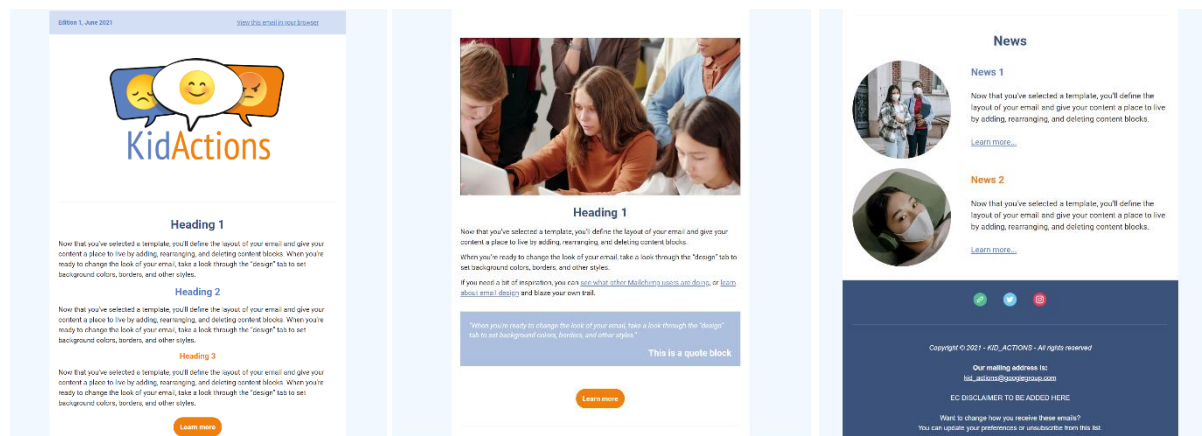 Edition 1, June 2021
View this email in your browser
KidActions
Heading 1
Now that you've selected a template, you'll define the layout of your email and give your
content a place to live by adding, rearranging, and deleting content blocks. When you're
ready to change the look of your email, take a look through the "design" tab to set
background colors, borders, and other styles.
Heading 2
Now that you've selected a template, you'll define the layout of your email and give your
content a place to live by adding, rearranging, and deleting content blocks. When you're
ready to change the look of your email, take a look through the "design" tab to set
background colors, borders, and other styles.
Heading 3
Now that you've selected a template, you'll define the layout of your email and give your
content a place to live by adding, rearranging, and deleting content blocks. When you're
ready to change the look of your email, take a look through the "design" tab to set
background colors, borders, and other styles.
Learn more
Heading 1
Now that you've selected a template, you'll define the layout of your email and give your
content a place to live by adding, rearranging, and deleting content blocks.
When you're ready to change the look of your email, take a look through the "design" tab to
set background colors, borders, and other styles.
If you need a bit of inspiration, you can see what other Mailchimp users are doing, or learn
about email design and blaze your own trail.
"When you're ready to change the look of your email, take a look through the "design"
tab to set background colors, borders, and other styles."
This is a quote block
Learn more
News
News 1
Now that you've selected a template, you'll define the
layout of your email and give your content a place to live
by adding, rearranging, and deleting content blocks.
Learn more...
News 2
Now that you've selected a template, you'll define the
layout of your email and give your content a place to live
by adding, rearranging, and deleting content blocks.
Learn more...
Copyright © 2021 - KID_ACTIONS - All rights reserved
Our mailing address is:
kid_actions@googlegroup.com
EC DISCLAIMER TO BE ADDED HERE
Want to change how you receive these emails?
You can update your preferences or unsubscribe from this list.